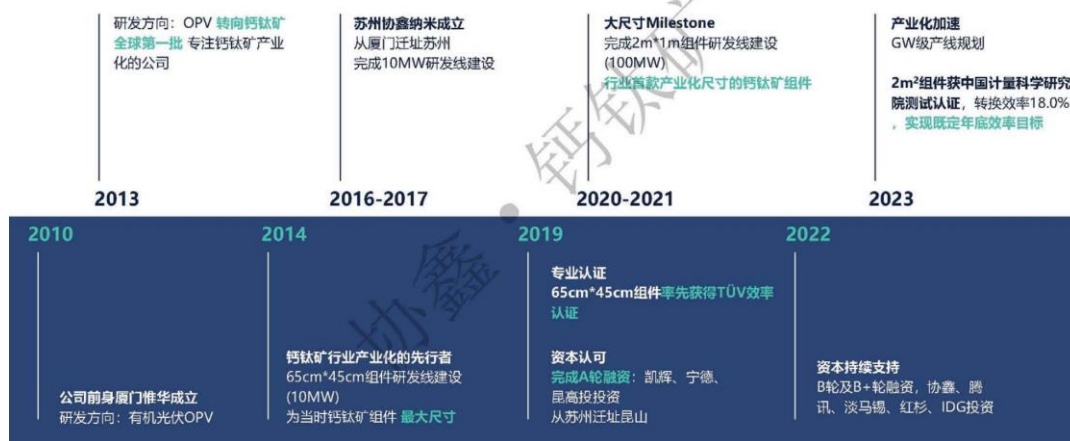 研发方向：OPV 转向钙钛矿
全球第一批 专注钙钛矿产业
化的公司
2013
苏州协鑫纳米成立
从厦门迁址苏州
完成10MW研发线建设
2016-2017
大尺寸Milestone
完成2m*1m组件研发线建设
(100MW)
行业首款产业化尺寸的钙钛矿组件
2020-2021
产业化加速
GW级产线规划
2m²组件获中国计量科学研究
院测试认证，转换效率18.0%
，实现既定年底效率目标
2023
2010
公司前身厦门惟华成立
研发方向：有机光伏OPV
2014
钙钛矿行业产业化的先行者
65cm*45cm组件研发线建设
(10MW)
为当时钙钛矿组件 最大尺寸
2019
专业认证
65cm*45cm组件率先获得TÜV效率
认证
资本认可
完成A轮融资：凯辉、宁德、
昆高投投资
从苏州迁址昆山
2022
资本持续支持
B轮及B+轮融资，协鑫、腾
讯、淡马锡、红杉、IDG投资
协鑫·钙钛矿